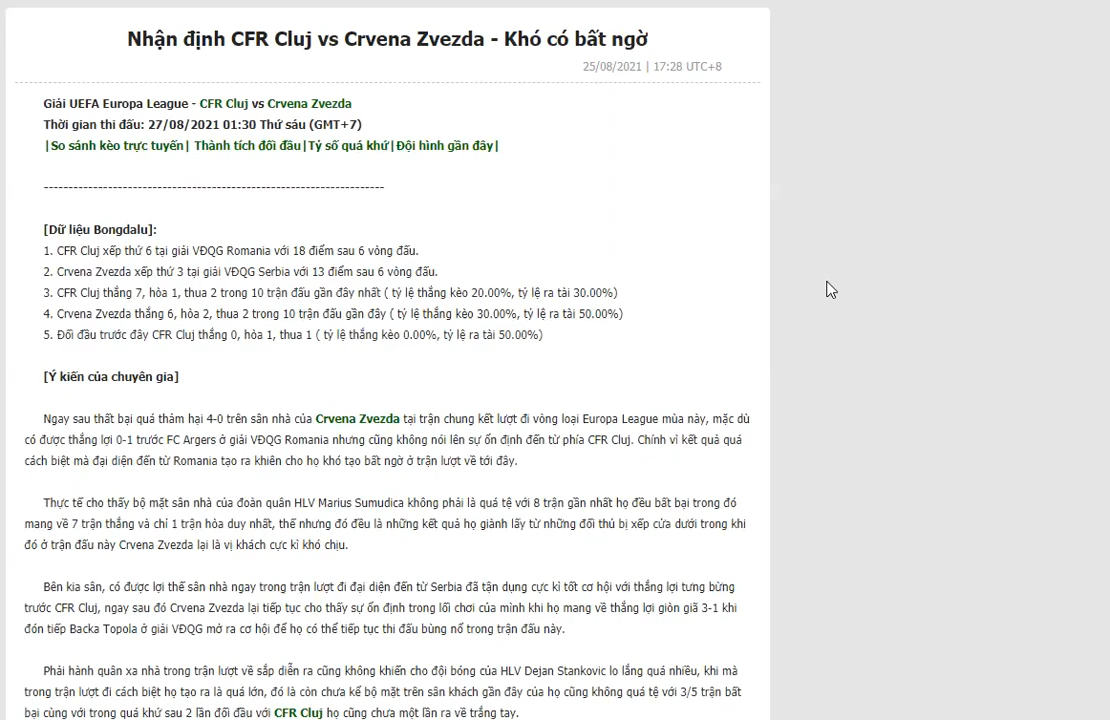 Nhận định CFR Cluj vs Crvena Zvezda - Khó có bất ngờ
25/08/2021 | 17:28 UTC+8
Giải UEFA Europa League - CFR Cluj vs Crvena Zvezda
Thời gian thi đấu: 27/08/2021 01:30 Thứ sáu (GMT+7)
|So sánh kèo trực tuyến| Thành tích đối đầu|Tỷ số quá khứ|Đội hình gần đây|
--------------------------------------------------------------------
[Dữ liệu Bongdalu]:
1. CFR Cluj xếp thứ 6 tại giải VĐQG Romania với 18 điểm sau 6 vòng đấu.
2. Crvena Zvezda xếp thứ 3 tại giải VĐQG Serbia với 13 điểm sau 6 vòng đấu.
3. CFR Cluj thắng 7, hòa 1, thua 2 trong 10 trận đấu gần đây nhất ( tỷ lệ thắng kèo 20.00%, tỷ lệ ra tài 30.00%)
4. Crvena Zvezda thắng 6, hòa 2, thua 2 trong 10 trận đấu gần đây ( tỷ lệ thắng kèo 30.00%, tỷ lệ ra tài 50.00%)
5. Đối đầu trước đây CFR Cluj thắng 0, hòa 1, thua 1 ( tỷ lệ thắng kèo 0.00%, tỷ lệ ra tài 50.00%)
[Ý kiến của chuyên gia]
Ngay sau thất bại quá thảm hại 4-0 trên sân nhà của Crvena Zvezda tại trận chung kết lượt đi vòng loại Europa League mùa này, mặc dù
có được thắng lợi 0-1 trước FC Argers ở giải VĐQG Romania nhưng cũng không nói lên sự ổn định đến từ phía CFR Cluj. Chính vì kết quả quá
cách biệt mà đại diện đến từ Romania tạo ra khiên cho họ khó tạo bất ngờ ở trận lượt về tới đây.
Thực tế cho thấy bộ mặt sân nhà của đoàn quân HLV Marius Sumudica không phải là quá tệ với 8 trận gần nhất họ đều bất bại trong đó
mang về 7 trận thắng và chỉ 1 trận hòa duy nhất, thế nhưng đó đều là những kết quả họ giành lấy từ những đối thủ bị xếp cửa dưới trong khi
đó ở trận đấu này Crvena Zvezda lại là vị khách cực kì khó chịu.
Bên kia sân, có được lợi thế sân nhà ngay trong trận lượt đi đại diện đến từ Serbia đã tận dụng cực kì tốt cơ hội với thắng lợi tưng bừng
trước CFR Cluj, ngay sau đó Crvena Zvezda lại tiếp tục cho thấy sự ổn định trong lối chơi của mình khi họ mang về thắng lợi giòn giã 3-1 khi
đón tiếp Backa Topola ở giải VĐQG mở ra cơ hội để họ có thể tiếp tục thi đấu bùng nổ trong trận đấu này.
Phải hành quân xa nhà trong trận lượt về sắp diễn ra cũng không khiến cho đội bóng của HLV Dejan Stankovic lo lắng quá nhiều, khi mà
trong trận lượt đi cách biệt họ tạo ra là quá lớn, đó là còn chưa kể bộ mặt trên sân khách gần đây của họ cũng không quá tệ với 3/5 trận bất
bại cùng với trong quá khứ sau 2 lần đối đầu với CFR Cluj họ cũng chưa một lần ra về trắng tay.